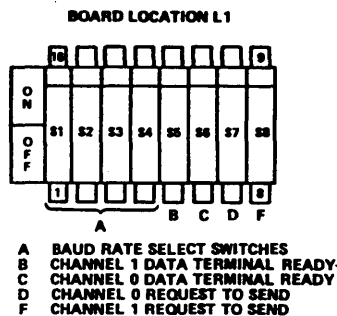 BOARD LOCATION L1
16 9
ON
OFF
S1 S2 S3 S4 S5 S6 S7 S8
1 8
A B C D F
A BAUD RATE SELECT SWITCHES
B CHANNEL 1 DATA TERMINAL READY
C CHANNEL 0 DATA TERMINAL READY
D CHANNEL 0 REQUEST TO SEND
F CHANNEL 1 REQUEST TO SEND